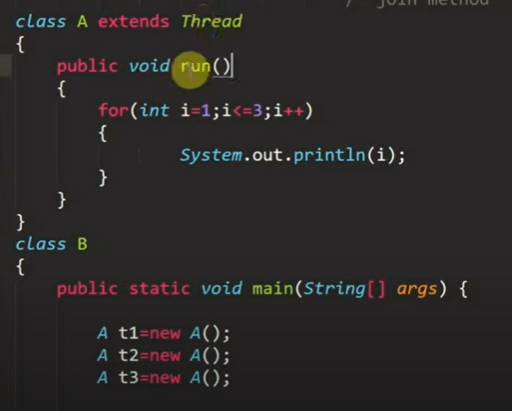 / join method
class A extends Thread
{
public void run()
{
for(int i=1;i<=3;i++)
{
System.out.println(i);
}
}
}
class B
{
public static void main(String[] args) {
A t1=new A();
A t2=new A();
A t3=new A();